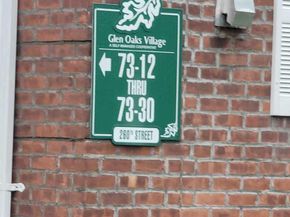 Glen Oaks Village
A SELF MANAGED COOPERATIVE
73-12
THRU
73-30
260TH STREET